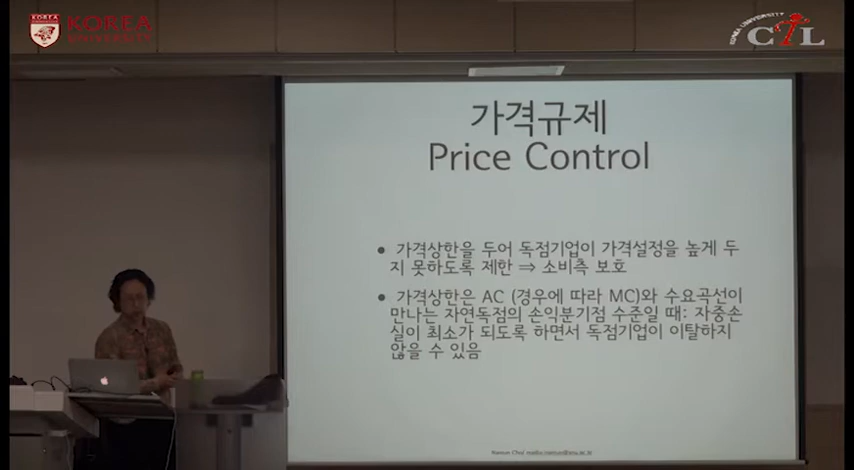 KOREA
UNIVERSITY
KOREA UNIVERSITY
CTL
가격규제
Price Control
• 가격상한을 두어 독점기업이 가격설정을 높게 두
지 못하도록 제한 ⇒ 소비측 보호
• 가격상한은 AC (경우에 따라 MC)와 수요곡선이
만나는 자연독점의 손익분기점 수준일 때: 자중손
실이 최소가 되도록 하면서 독점기업이 이탈하지
않을 수 있음